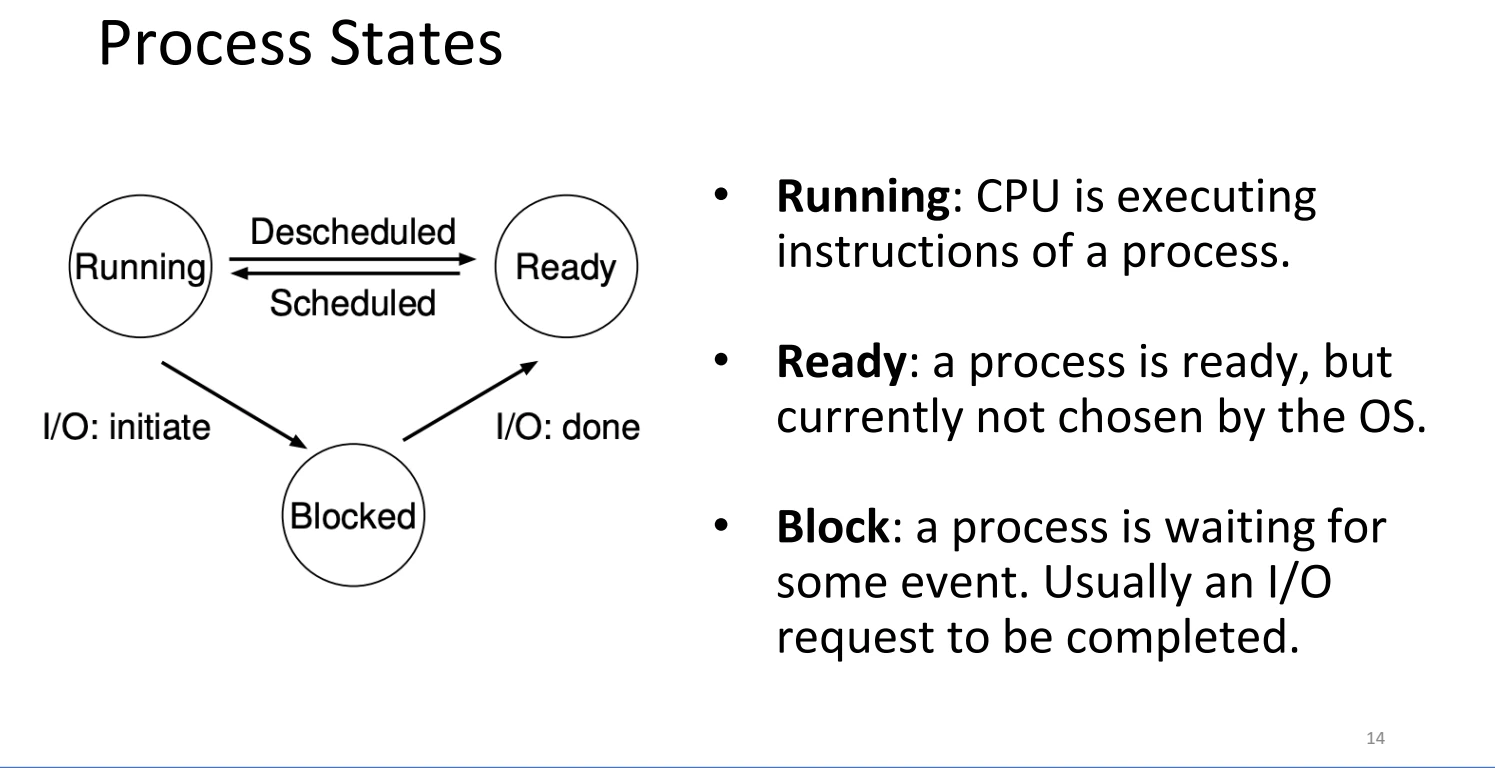 Process States
Running
Descheduled
Scheduled
Ready
I/O: initiate
I/O: done
Blocked
• Running: CPU is executing
instructions of a process.
• Ready: a process is ready, but
currently not chosen by the OS.
• Block: a process is waiting for
some event. Usually an I/O
request to be completed.
14